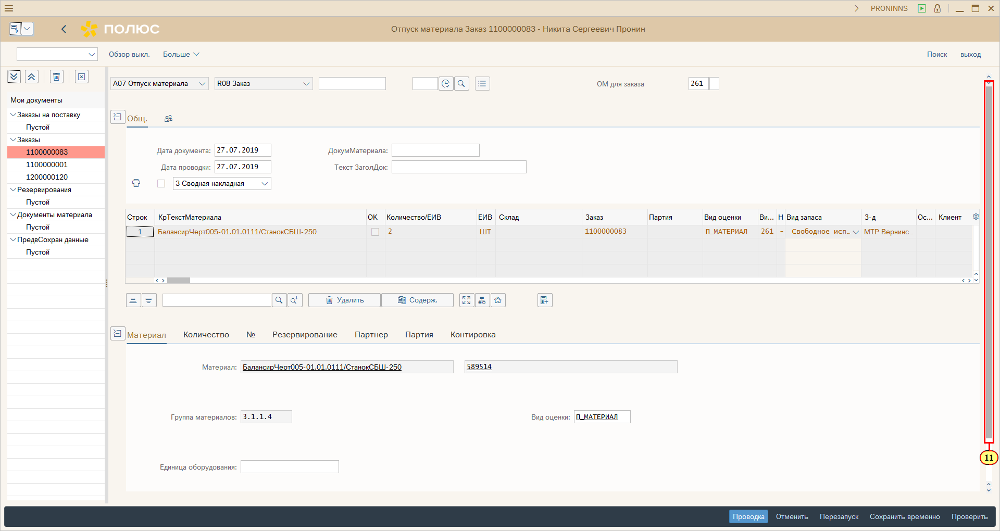 PRONINNS
ПОЛЮС
Отпуск материала Заказ 1100000083 - Никита Сергеевич Пронин
Обзор выкл.
Больше
Поиск
выход
A07 Отпуск материала
R08 Заказ
ОМ для заказа
261
Мои документы
Заказы на поставку
Пустой
Заказы
1100000083
1100000001
1200000120
Резервирования
Пустой
Документы материала
Пустой
ПредвСохран данные
Пустой
Общ.
Дата документа: 27.07.2019
ДокумМатериала:
Дата проводки: 27.07.2019
Текст ЗаголДок:
3 Сводная накладная
Строк КрТекстМатериала OK Количество/ЕИВ ЕИВ Склад Заказ Партия Вид оценки Ви... Н Вид запаса З-д Ос... Клиент
1 БалансирЧерт005-01.01.0111/СтанокСБШ-250 2 ШТ 1100000083 П_МАТЕРИАЛ 261 - Свободное исп… МТР Вернинс…
Удалить
Содерж.
Материал Количество № Резервирование Партнер Партия Контировка
Материал: БалансирЧерт005-01.01.0111/СтанокСБШ-250 589514
Группа материалов: 3.1.1.4
Вид оценки: П_МАТЕРИАЛ
Единица оборудования:
11
Проводка Отменить Перезапуск Сохранить временно Проверить